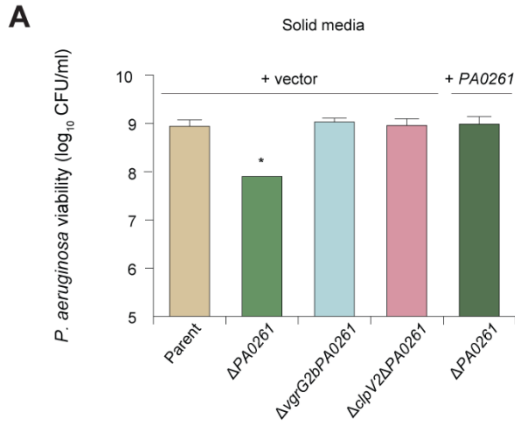 A
Solid media
+ vector
+ PA0261
P. aeruginosa viability (log10 CFU/ml)
10
9
8
7
6
5
*
Parent
ΔPA0261
ΔvgrG2bPA0261
ΔclpV2ΔPA0261
ΔPA0261